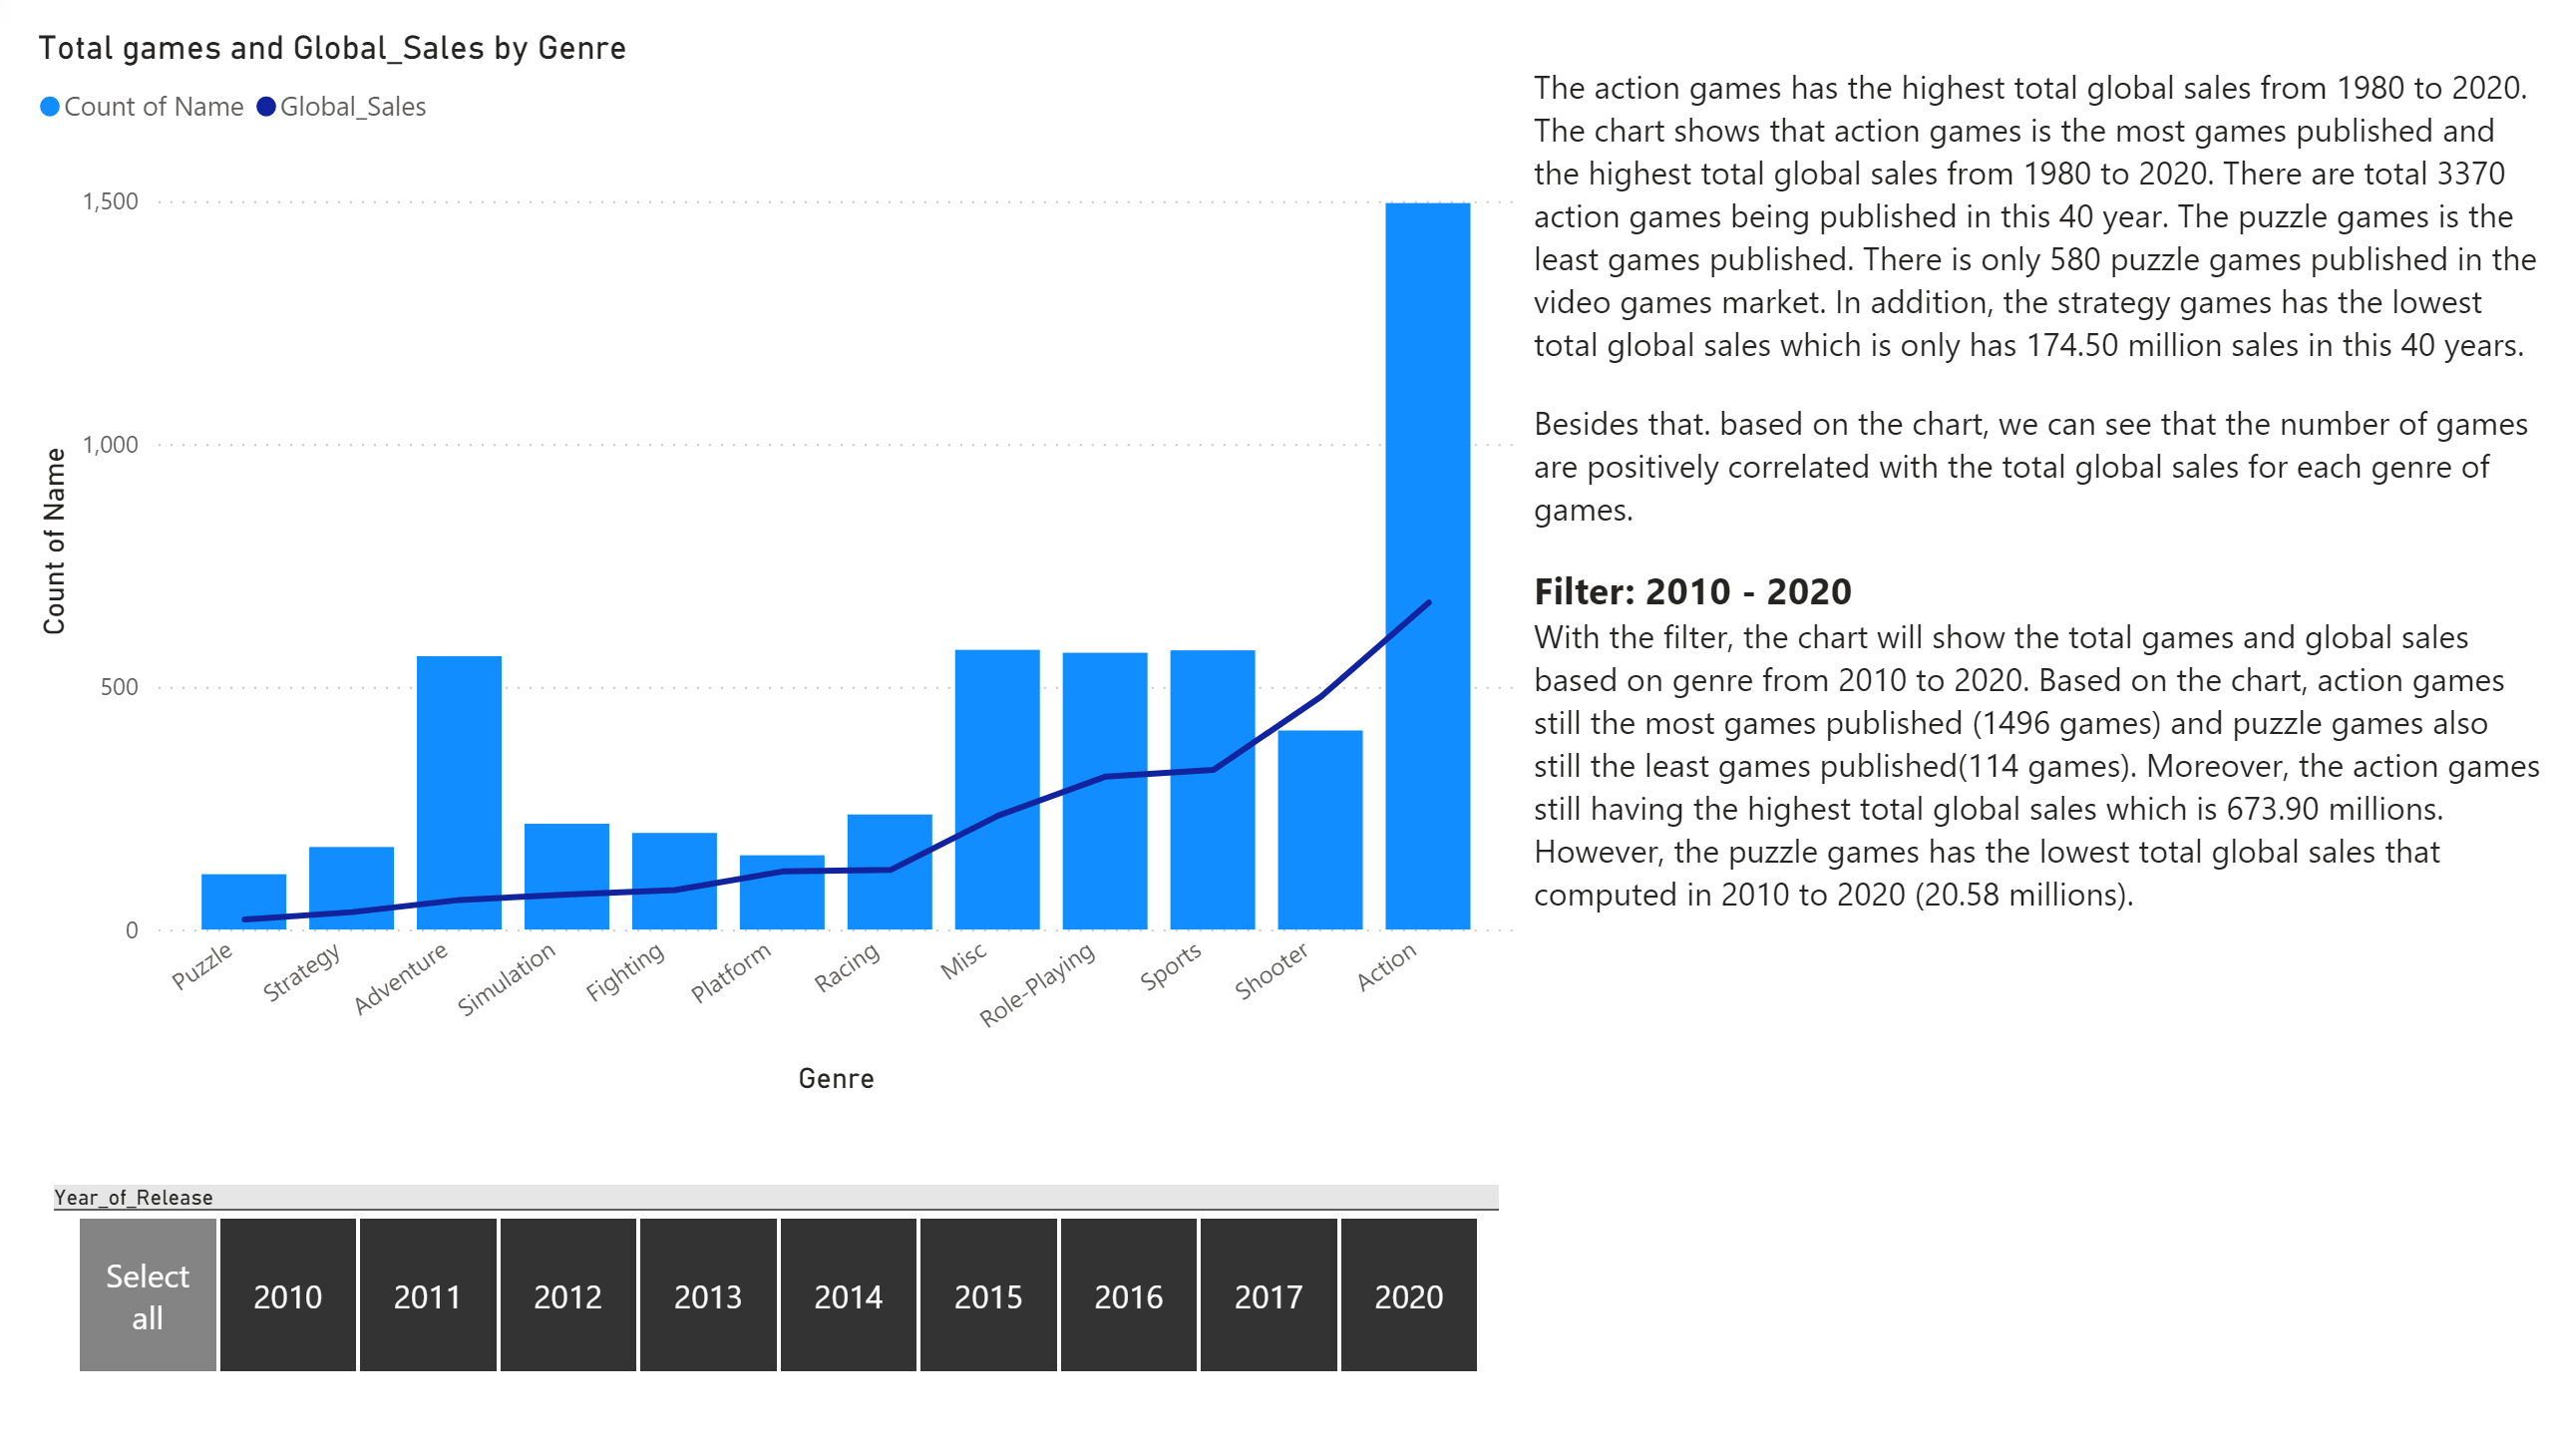 Total games and Global_Sales by Genre
Count of Name Global_Sales
1,500
1,000
500
0
Count of Name
Puzzle
Strategy
Adventure
Simulation
Fighting
Platform
Racing
Misc
Role-Playing
Sports
Shooter
Action
Genre
The action games has the highest total global sales from 1980 to 2020.
The chart shows that action games is the most games published and
the highest total global sales from 1980 to 2020. There are total 3370
action games being published in this 40 year. The puzzle games is the
least games published. There is only 580 puzzle games published in the
video games market. In addition, the strategy games has the lowest
total global sales which is only has 174.50 million sales in this 40 years.
Besides that. based on the chart, we can see that the number of games
are positively correlated with the total global sales for each genre of
games.
Filter: 2010 - 2020
With the filter, the chart will show the total games and global sales
based on genre from 2010 to 2020. Based on the chart, action games
still the most games published (1496 games) and puzzle games also
still the least games published(114 games). Moreover, the action games
still having the highest total global sales which is 673.90 millions.
However, the puzzle games has the lowest total global sales that
computed in 2010 to 2020 (20.58 millions).
Year_of_Release
Select
all
2010
2011
2012
2013
2014
2015
2016
2017
2020